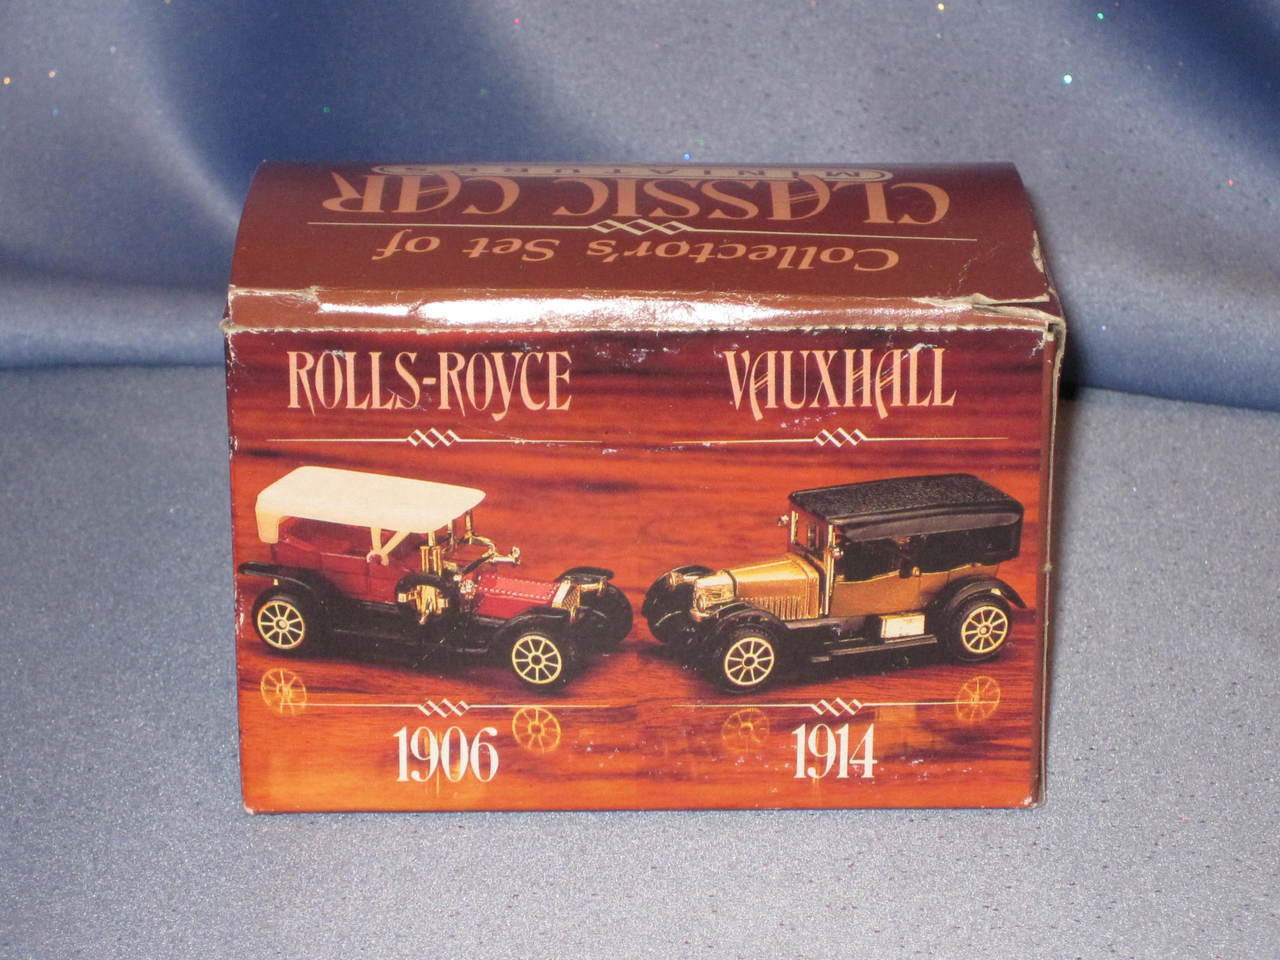 Collector's Set of
CLASSIC CAR
MINIATURES
ROLLS-ROYCE
VAUXHALL
1906
1914